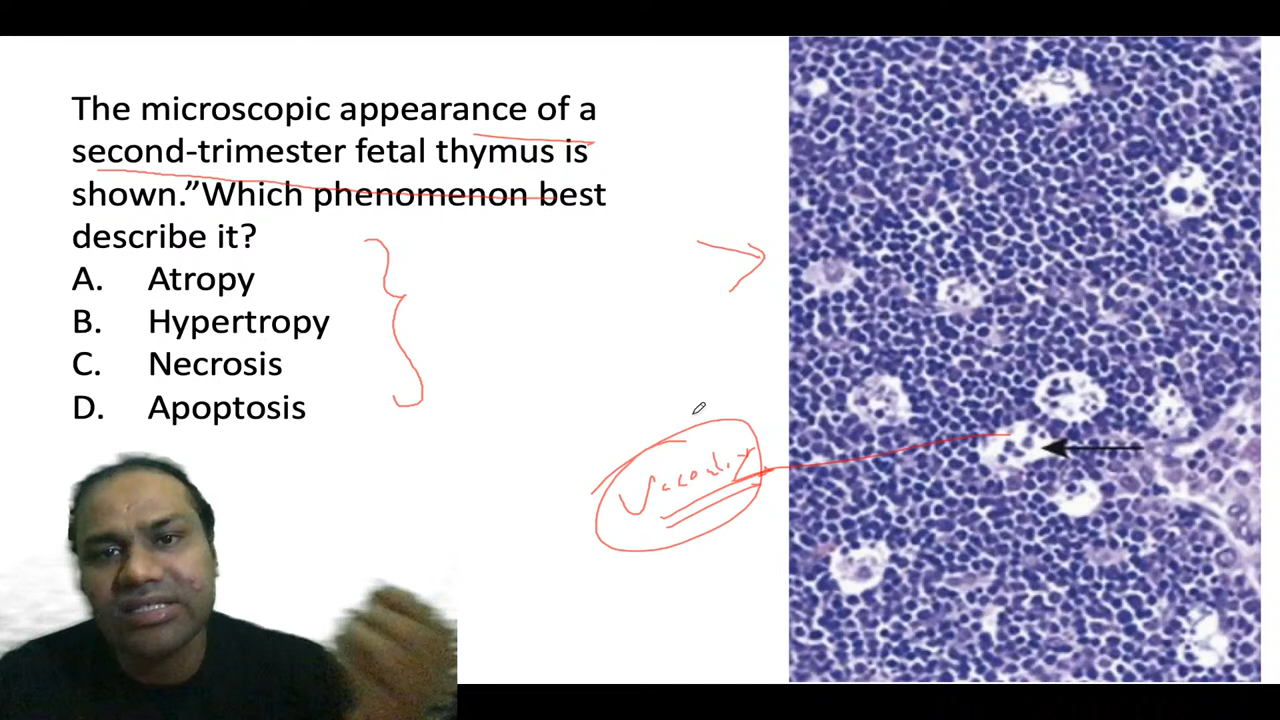 The microscopic appearance of a
second-trimester fetal thymus is
shown.”Which phenomenon best
describe it?
A. Atropy
B. Hypertropy
C. Necrosis
D. Apoptosis